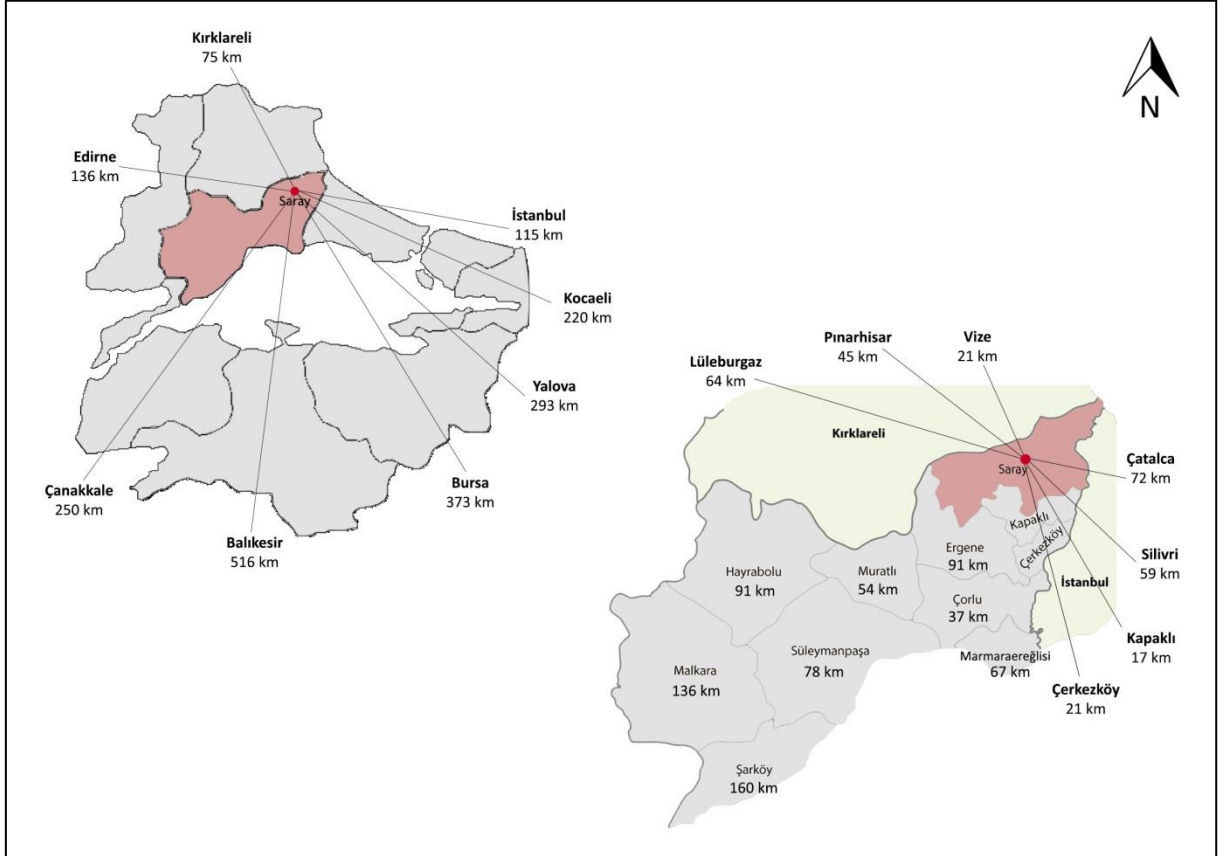 Kırklareli
75 km
N
Edirne
136 km
Saray
İstanbul
115 km
Kocaeli
220 km
Yalova
293 km
Bursa
373 km
Çanakkale
250 km
Balıkesir
516 km
Pınarhisar
45 km
Vize
21 km
Lüleburgaz
64 km
Kırklareli
Saray
Çatalca
72 km
Kapaklı
Çerkezköy
Silivri
59 km
Ergene
91 km
Hayrabolu
91 km
Muratlı
54 km
İstanbul
Çorlu
37 km
Kapaklı
17 km
Süleymanpaşa
78 km
Marmaraereğlisi
67 km
Malkara
136 km
Çerkezköy
21 km
Şarköy
160 km